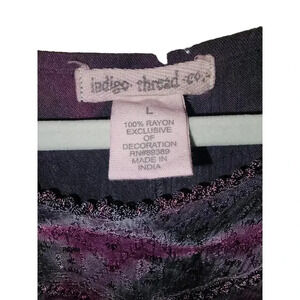 indigo thread co.
L
100% RAYON
EXCLUSIVE
OF
DECORATION
RN#89389
MADE IN
INDIA